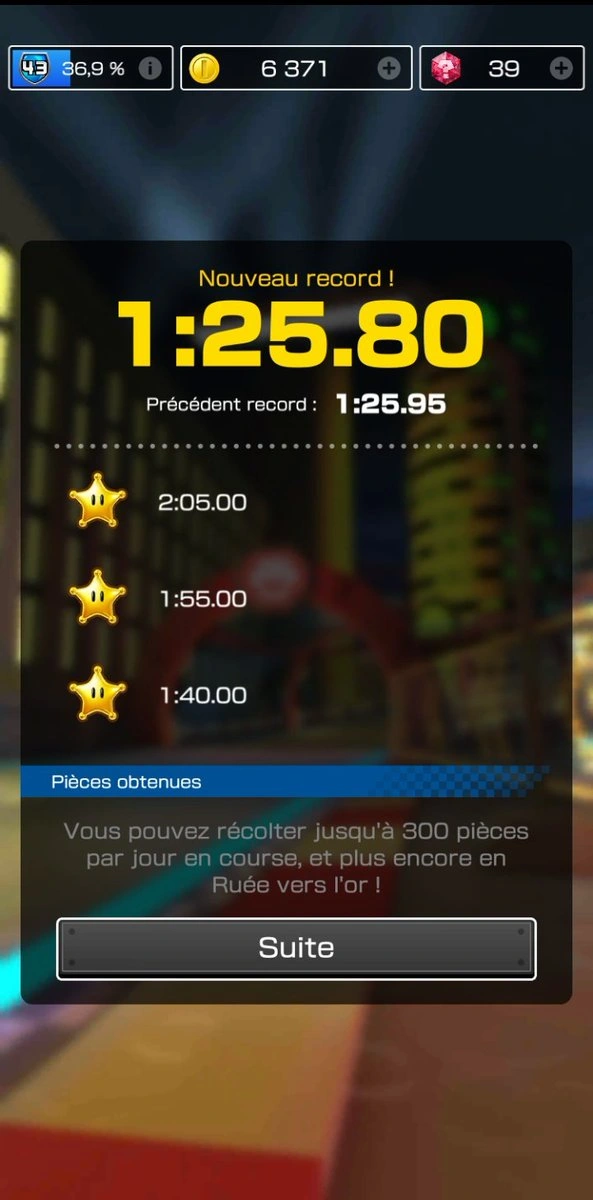 43 36,9 % i 6 371 + 39 +
Nouveau record !
1:25.80
Précédent record : 1:25.95
2:05.00
1:55.00
1:40.00
Pièces obtenues
Vous pouvez récolter jusqu'à 300 pièces
par jour en course, et plus encore en
Ruée vers l'or !
Suite